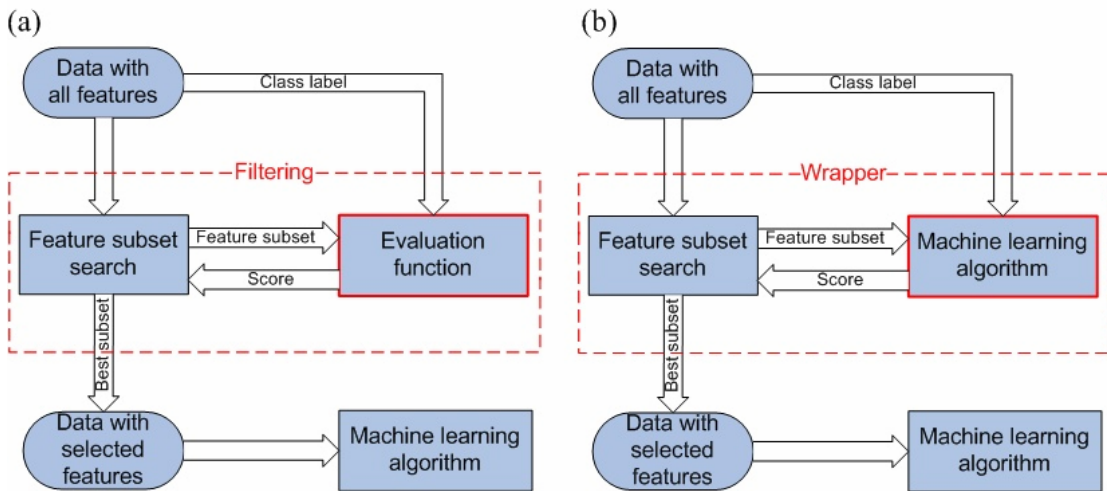 (a)
Data with
all features
Class label
Filtering
Feature subset
search
Feature subset
Score
Evaluation
function
Best subset
Data with
selected
features
Machine learning
algorithm
(b)
Data with
all features
Class label
Wrapper
Feature subset
search
Feature subset
Score
Machine learning
algorithm
Best subset
Data with
selected
features
Machine learning
algorithm